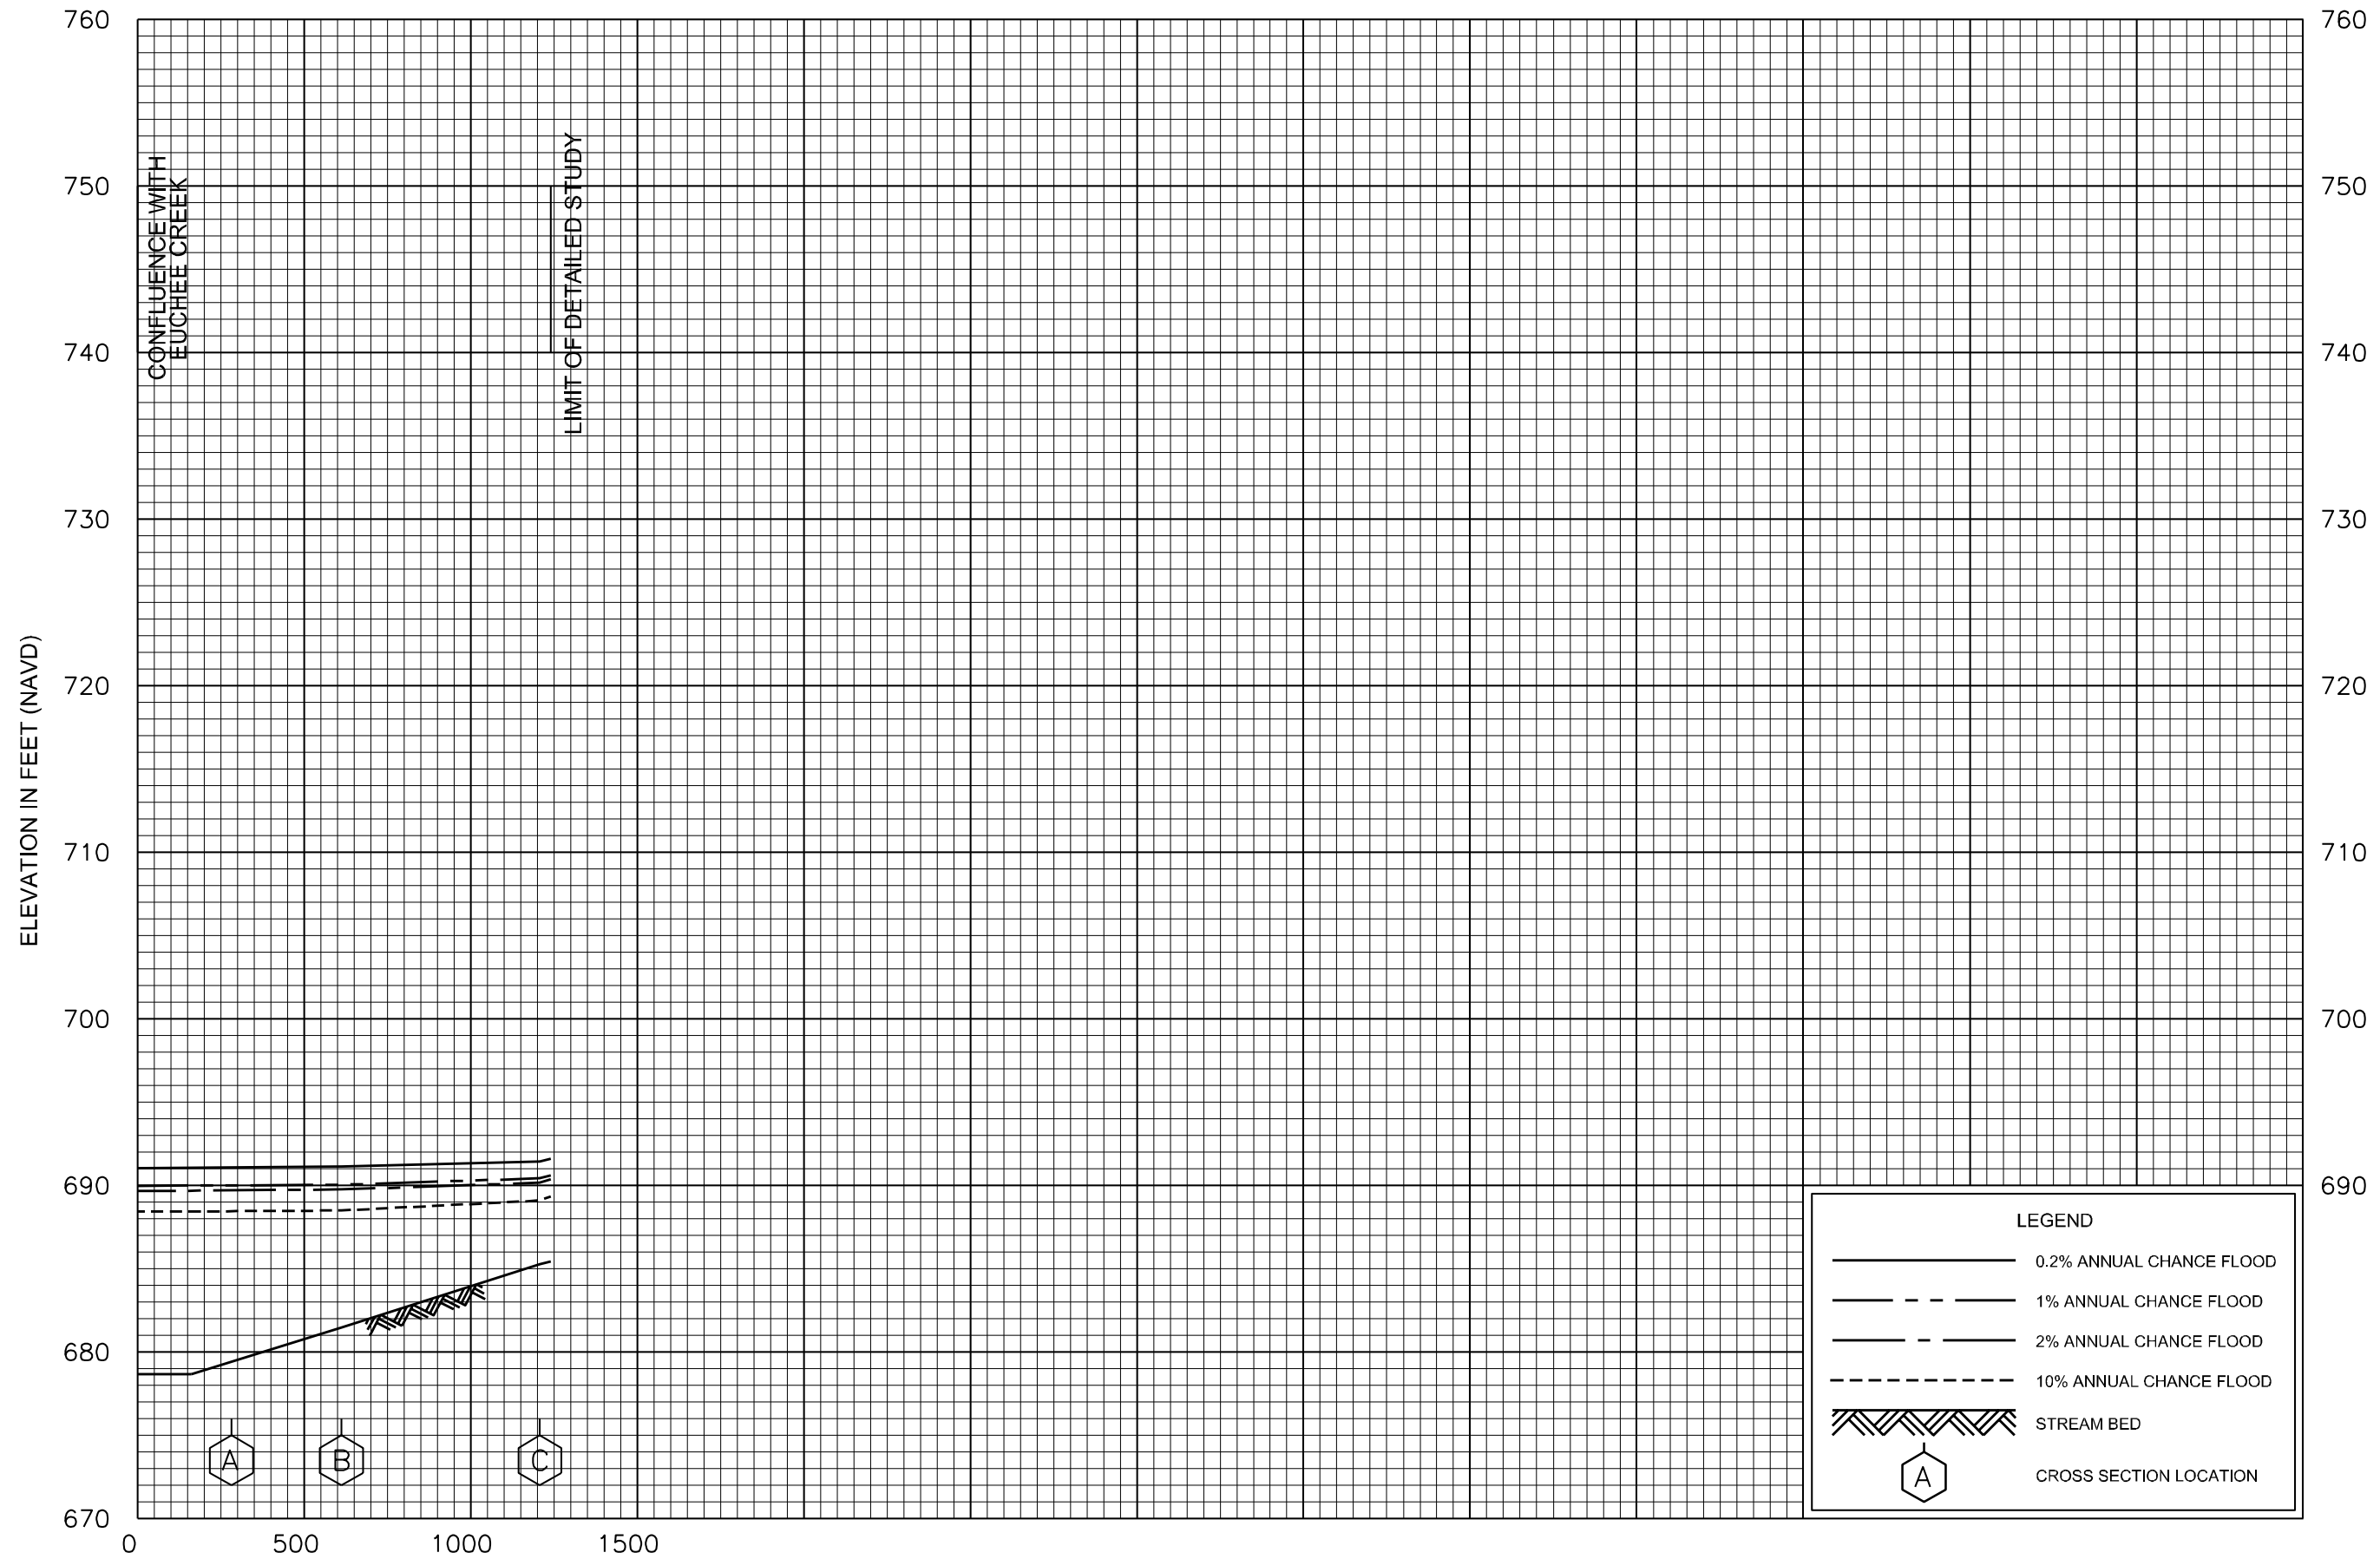 760
750
740
730
720
710
700
690
680
670
ELEVATION IN FEET (NAVD)
CONFLUENCE WITH
EUCHEE CREEK
LIMIT OF DETAILED STUDY
A
B
C
0
500
1000
1500
760
750
740
730
720
710
700
690
LEGEND
0.2% ANNUAL CHANCE FLOOD
1% ANNUAL CHANCE FLOOD
2% ANNUAL CHANCE FLOOD
10% ANNUAL CHANCE FLOOD
STREAM BED
A
CROSS SECTION LOCATION